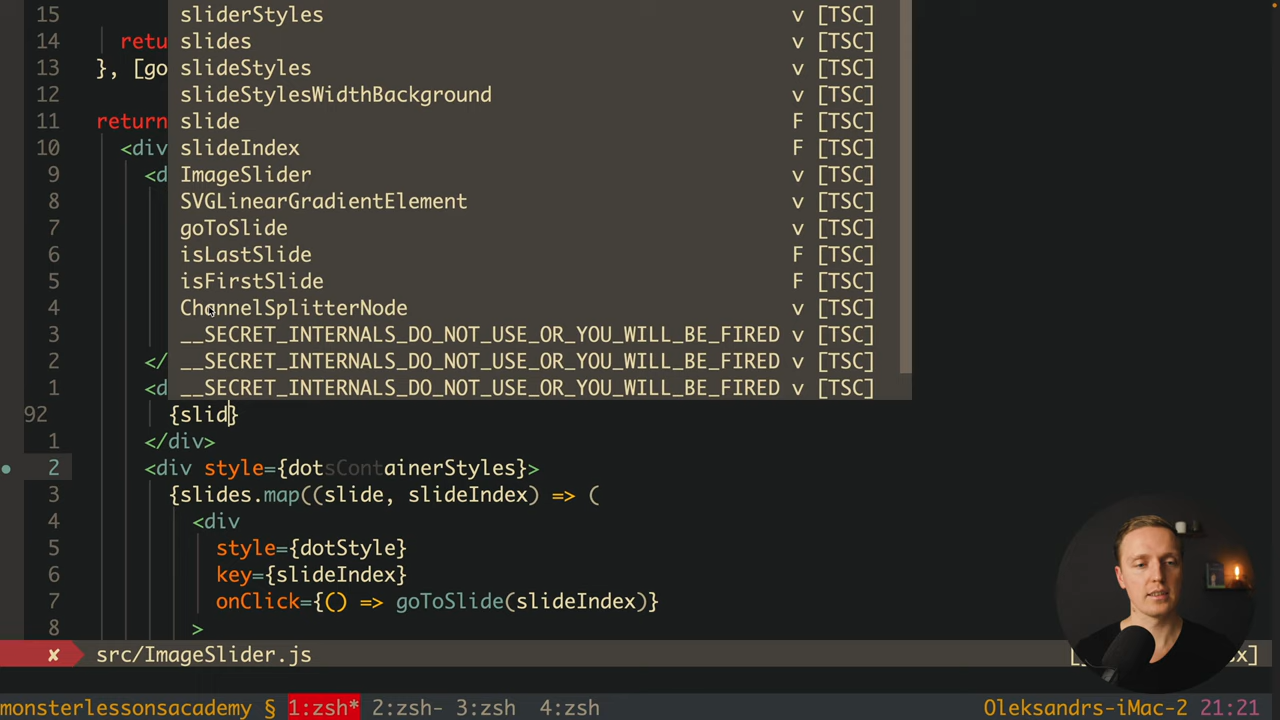 15 sliderStyles v [TSC]
14 retu slides v [TSC]
13 }, [go slideStyles v [TSC]
12 slideStylesWidthBackground v [TSC]
11 return slide F [TSC]
10 <div slideIndex F [TSC]
9 <d ImageSlider v [TSC]
8 SVGLinearGradientElement v [TSC]
7 goToSlide v [TSC]
6 isLastSlide F [TSC]
5 isFirstSlide F [TSC]
4 ChannelSplitterNode v [TSC]
3 __SECRET_INTERNALS_DO_NOT_USE_OR_YOU_WILL_BE_FIRED v [TSC]
2 </ __SECRET_INTERNALS_DO_NOT_USE_OR_YOU_WILL_BE_FIRED v [TSC]
1 <d __SECRET_INTERNALS_DO_NOT_USE_OR_YOU_WILL_BE_FIRED v [TSC]
92 {slid}
1 </div>
2 <div style={dotsContainerStyles}>
3 {slides.map((slide, slideIndex) => (
4 <div
5 style={dotStyle}
6 key={slideIndex}
7 onClick={() => goToSlide(slideIndex)}
8 >
✘ src/ImageSlider.js
monsterlessonsacademy § 1:zsh* 2:zsh- 3:zsh 4:zsh Oleksandrs-iMac-2 21:21